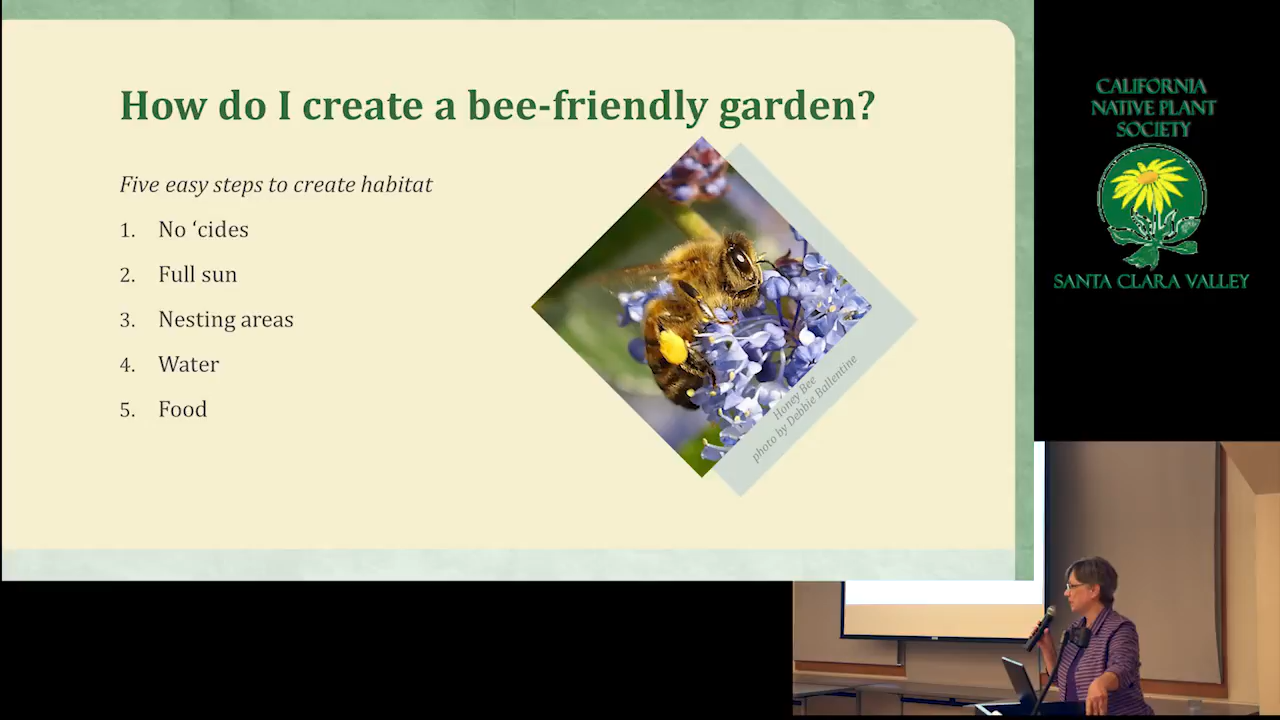 How do I create a bee-friendly garden?
Five easy steps to create habitat
1. No ‘cides
2. Full sun
3. Nesting areas
4. Water
5. Food
Honey Bee
photo by Debbie Ballentine
CALIFORNIA
NATIVE PLANT
SOCIETY
SANTA CLARA VALLEY